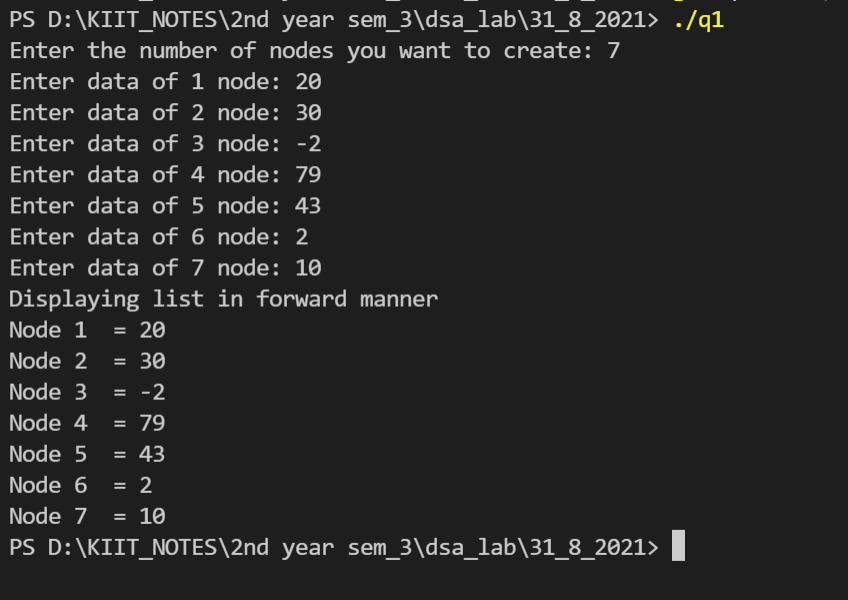 PS D:\KIIT_NOTES\2nd year sem_3\dsa_lab\31_8_2021> ./q1
Enter the number of nodes you want to create: 7
Enter data of 1 node: 20
Enter data of 2 node: 30
Enter data of 3 node: -2
Enter data of 4 node: 79
Enter data of 5 node: 43
Enter data of 6 node: 2
Enter data of 7 node: 10
Displaying list in forward manner
Node 1  = 20
Node 2  = 30
Node 3  = -2
Node 4  = 79
Node 5  = 43
Node 6  = 2
Node 7  = 10
PS D:\KIIT_NOTES\2nd year sem_3\dsa_lab\31_8_2021>